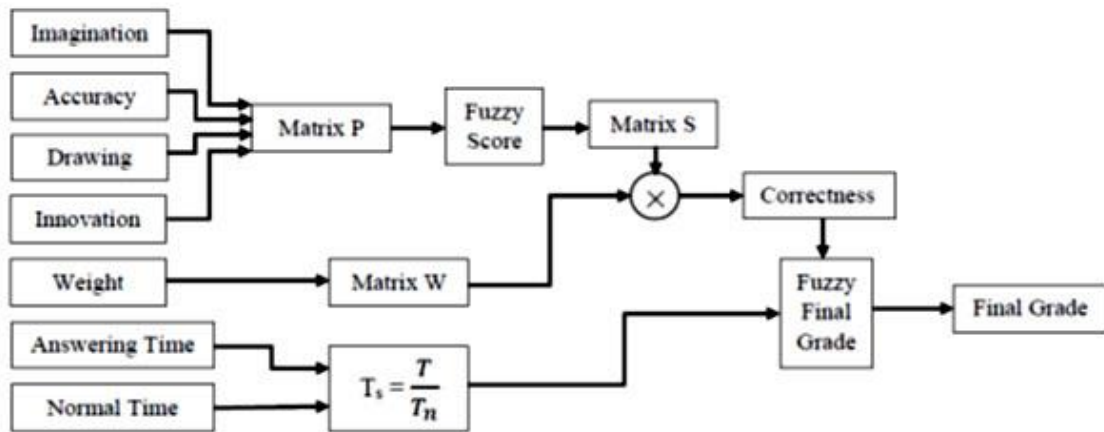 Imagination
Accuracy
Drawing
Innovation
Weight
Answering Time
Normal Time
Matrix P
Fuzzy
Score
Matrix S
×
Correctness
Matrix W
Tₛ = T/Tₙ
Fuzzy
Final
Grade
Final Grade